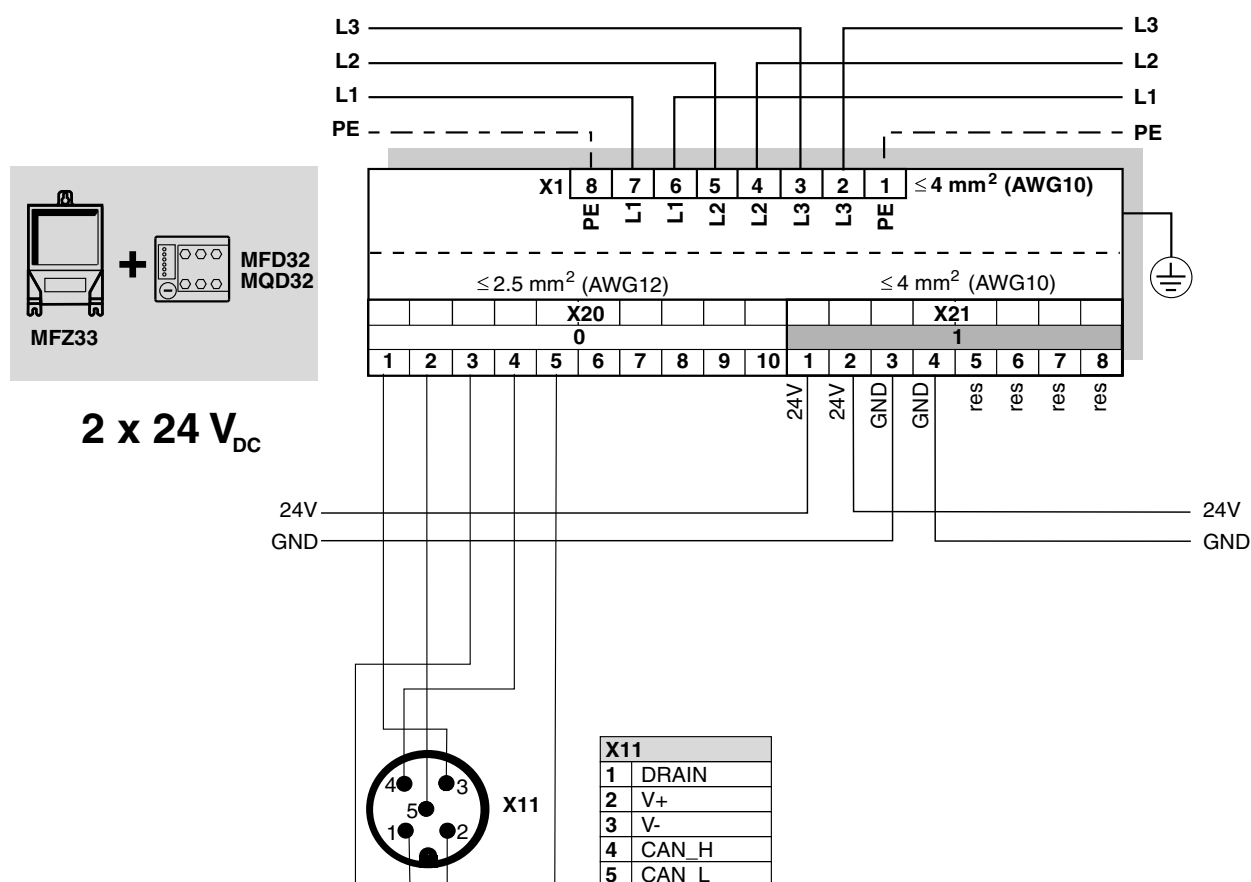 L3 L3
L2 L2
L1 L1
PE PE
X1 8 7 6 5 4 3 2 1 ≤ 4 mm² (AWG10)
PE L1 L1 L2 L2 L3 L3 PE
MFD32
MQD32
+
MFZ33
≤ 2.5 mm² (AWG12) ≤ 4 mm² (AWG10)
X20 X21
0 1
1 2 3 4 5 6 7 8 9 10 1 2 3 4 5 6 7 8
24V 24V GND GND res res res res
2 x 24 V DC
24V 24V
GND GND
X11
4 3
5
1 2
X11
1 DRAIN
2 V+
3 V-
4 CAN_H
5 CAN_L